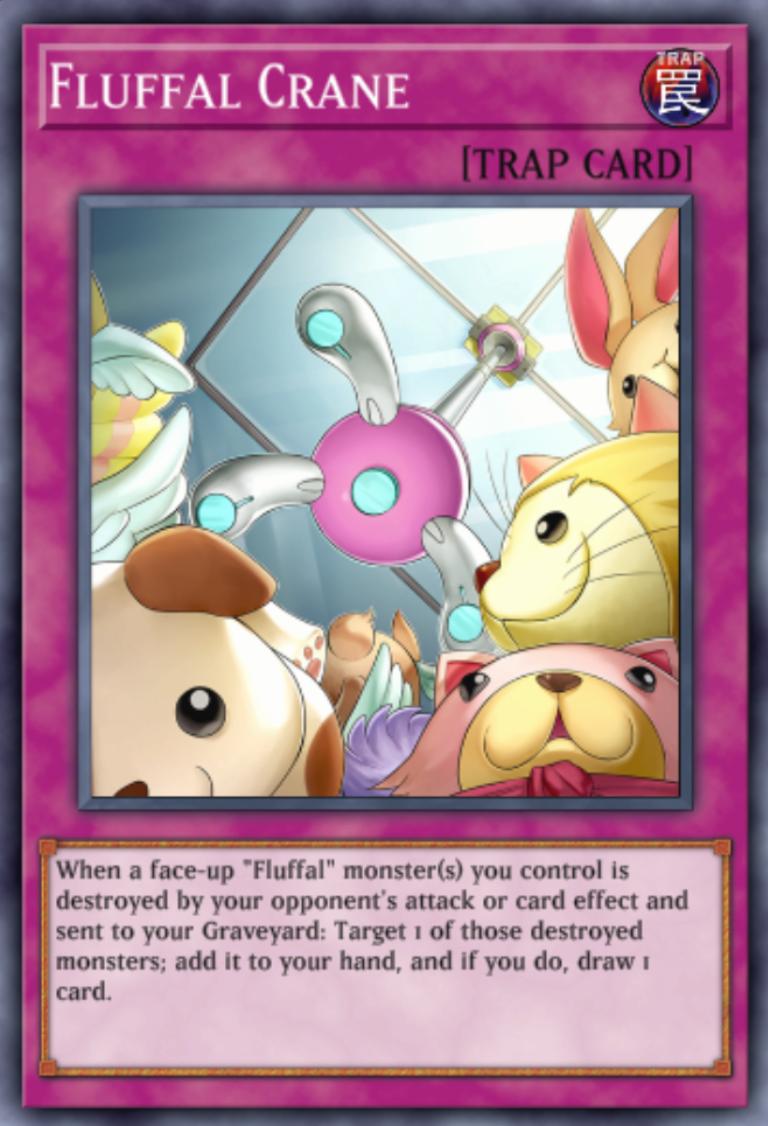 FLUFFAL CRANE
TRAP
罠
[TRAP CARD]
When a face-up "Fluffal" monster(s) you control is
destroyed by your opponent's attack or card effect and
sent to your Graveyard: Target 1 of those destroyed
monsters; add it to your hand, and if you do, draw 1
card.